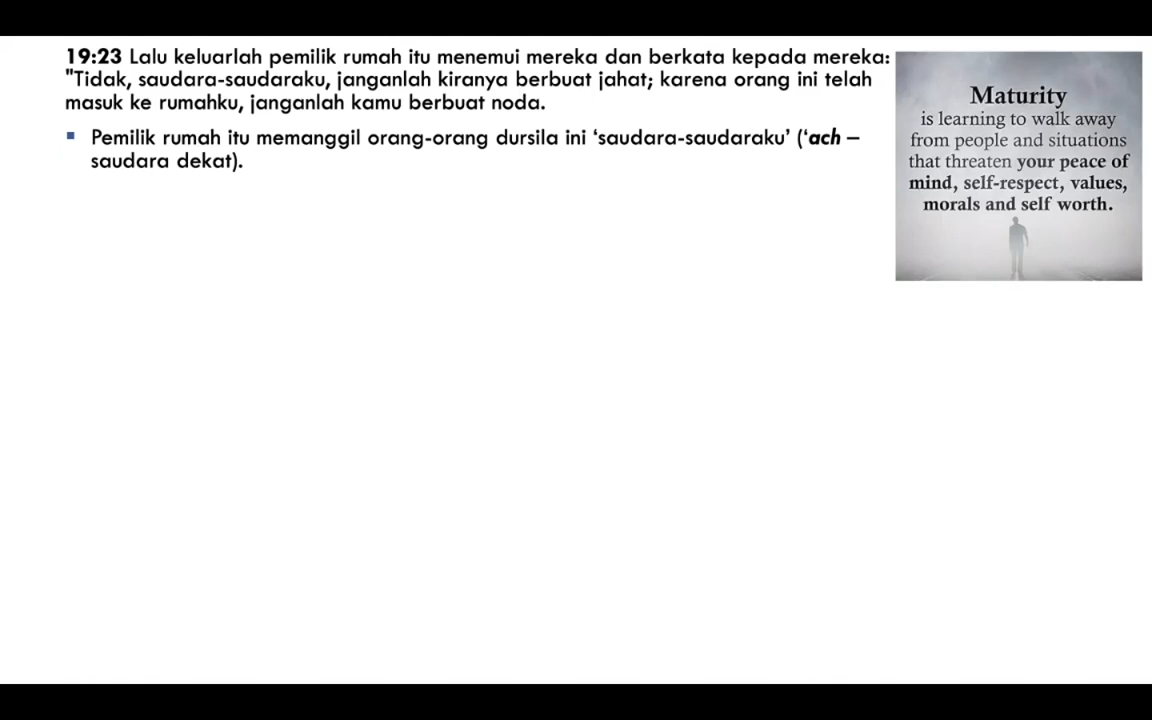 19:23 Lalu keluarlah pemilik rumah itu menemui mereka dan berkata kepada mereka:
"Tidak, saudara-saudaraku, janganlah kiranya berbuat jahat; karena orang ini telah
masuk ke rumahku, janganlah kamu berbuat noda.
▪ Pemilik rumah itu memanggil orang-orang dursila ini ‘saudara-saudaraku’ (‘ach –
saudara dekat).
Maturity
is learning to walk away
from people and situations
that threaten your peace of
mind, self-respect, values,
morals and self worth.